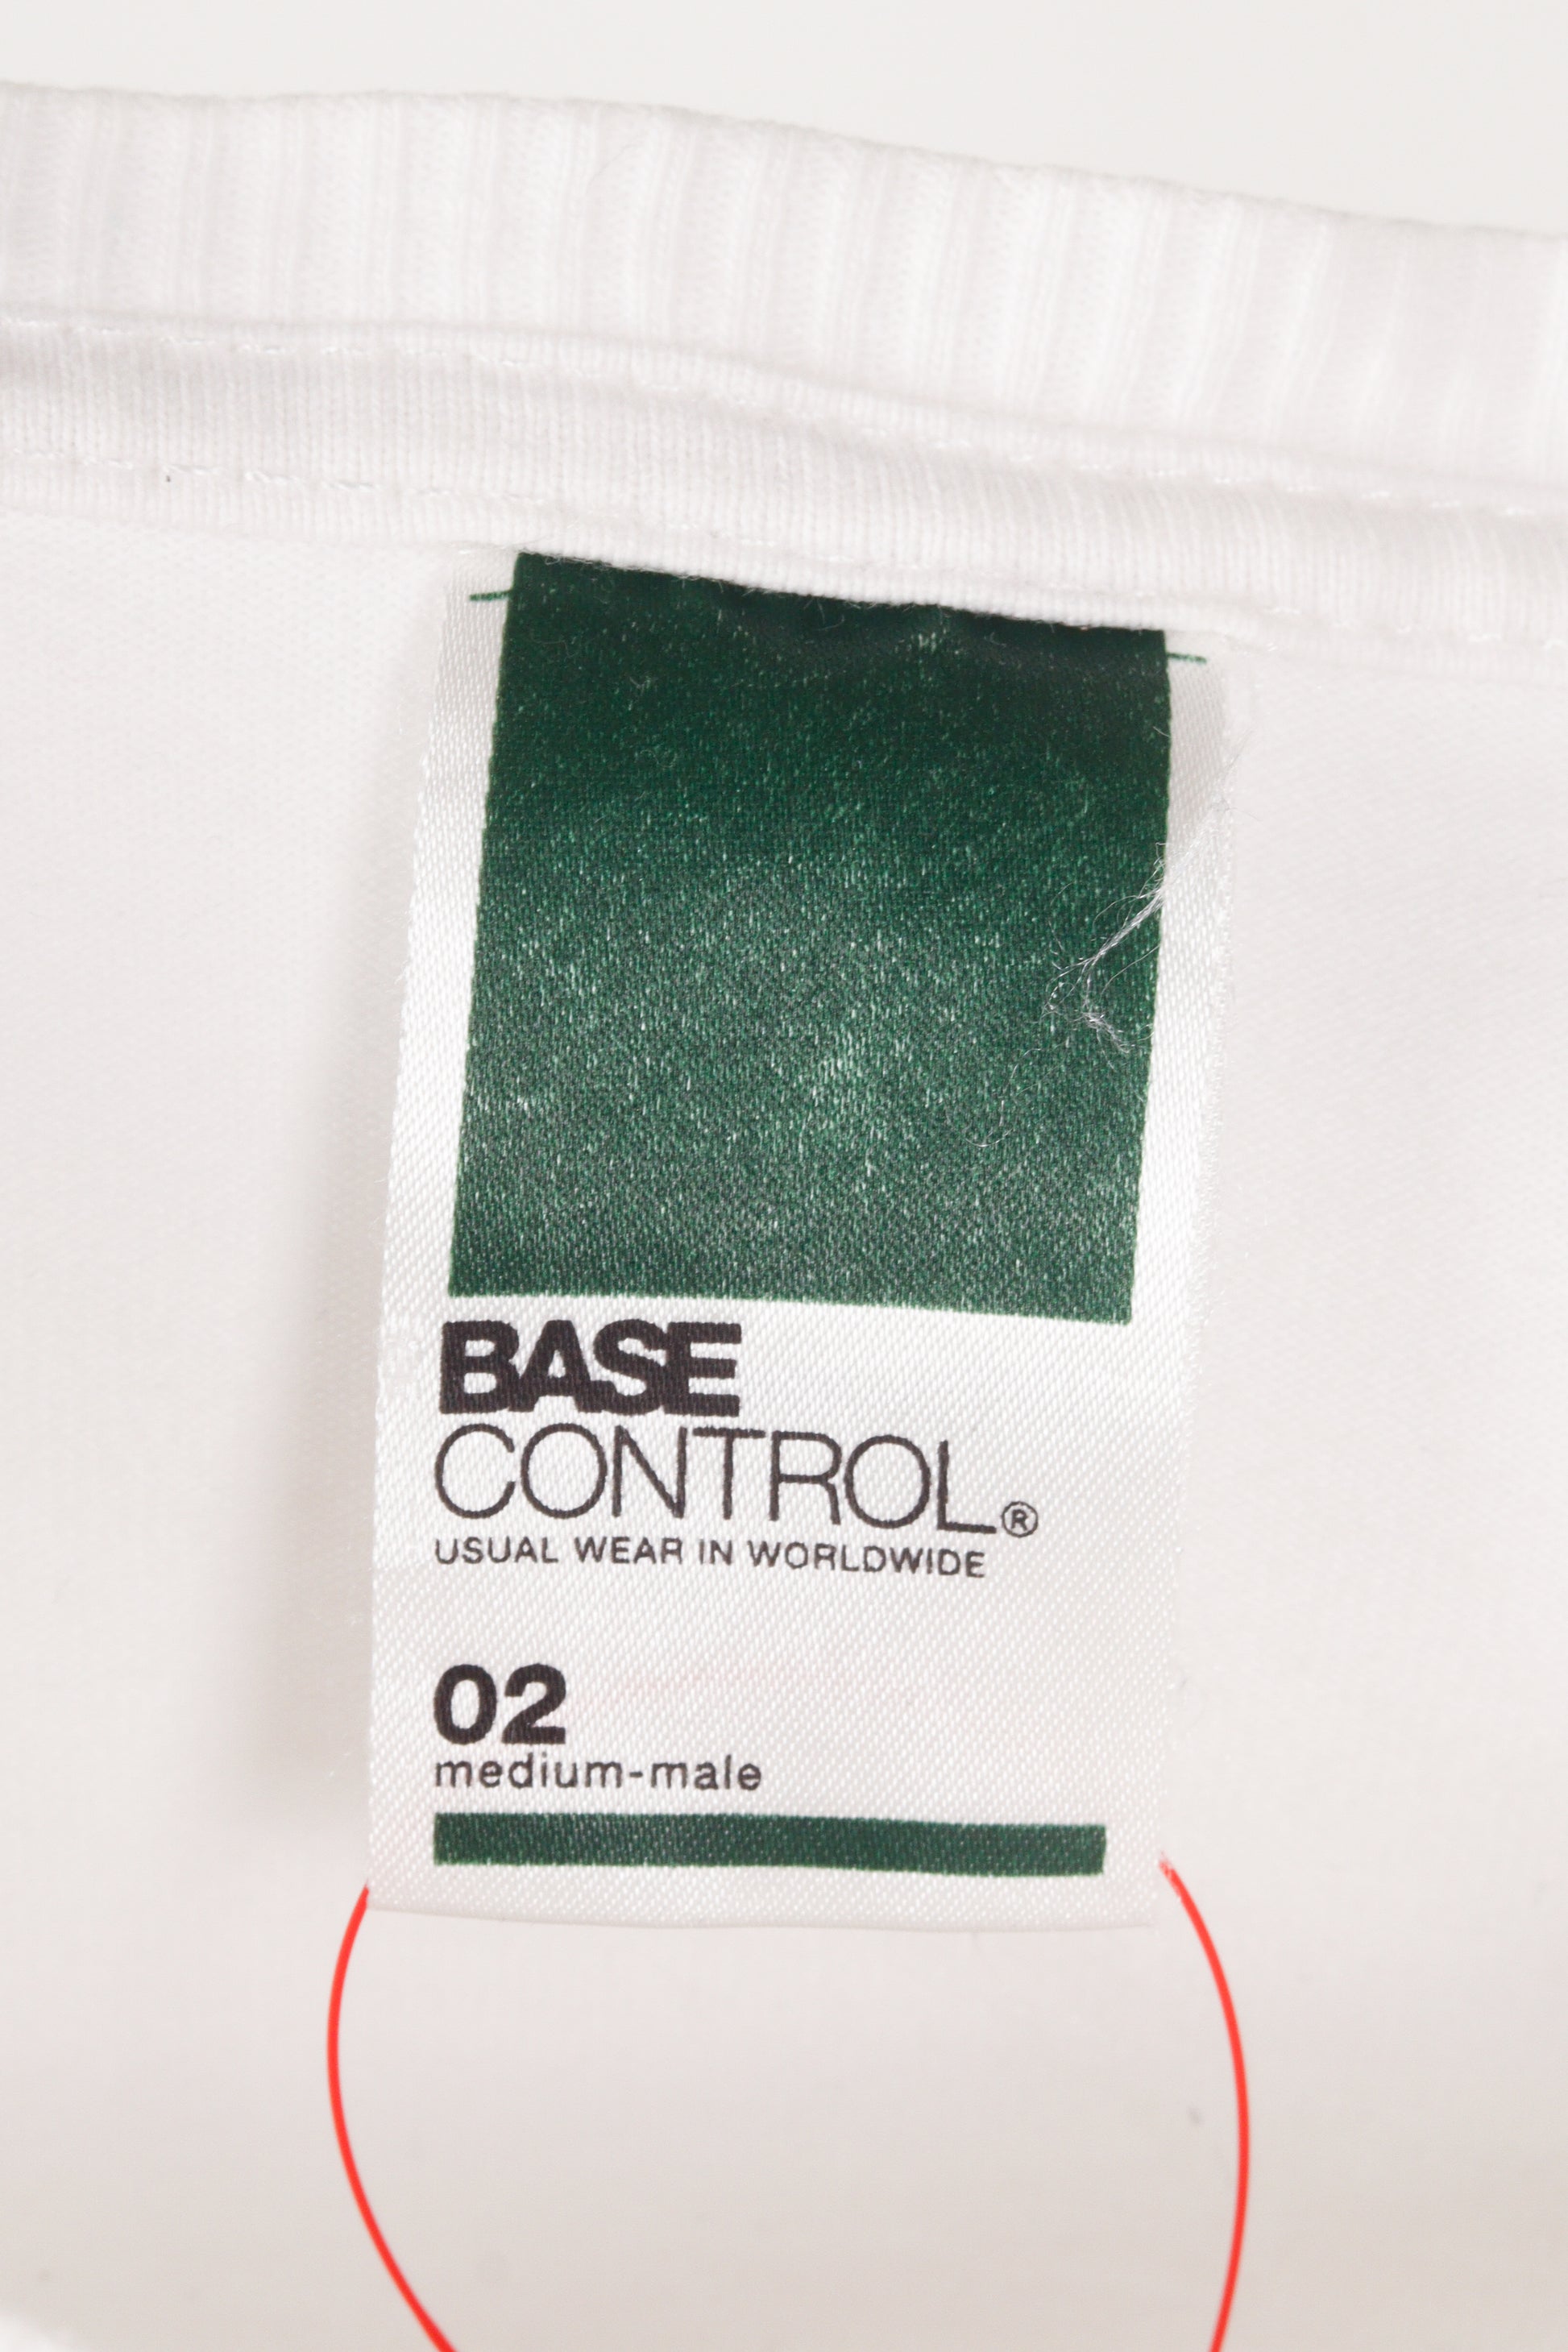 BASE
CONTROL®
USUAL WEAR IN WORLDWIDE
02
medium-male